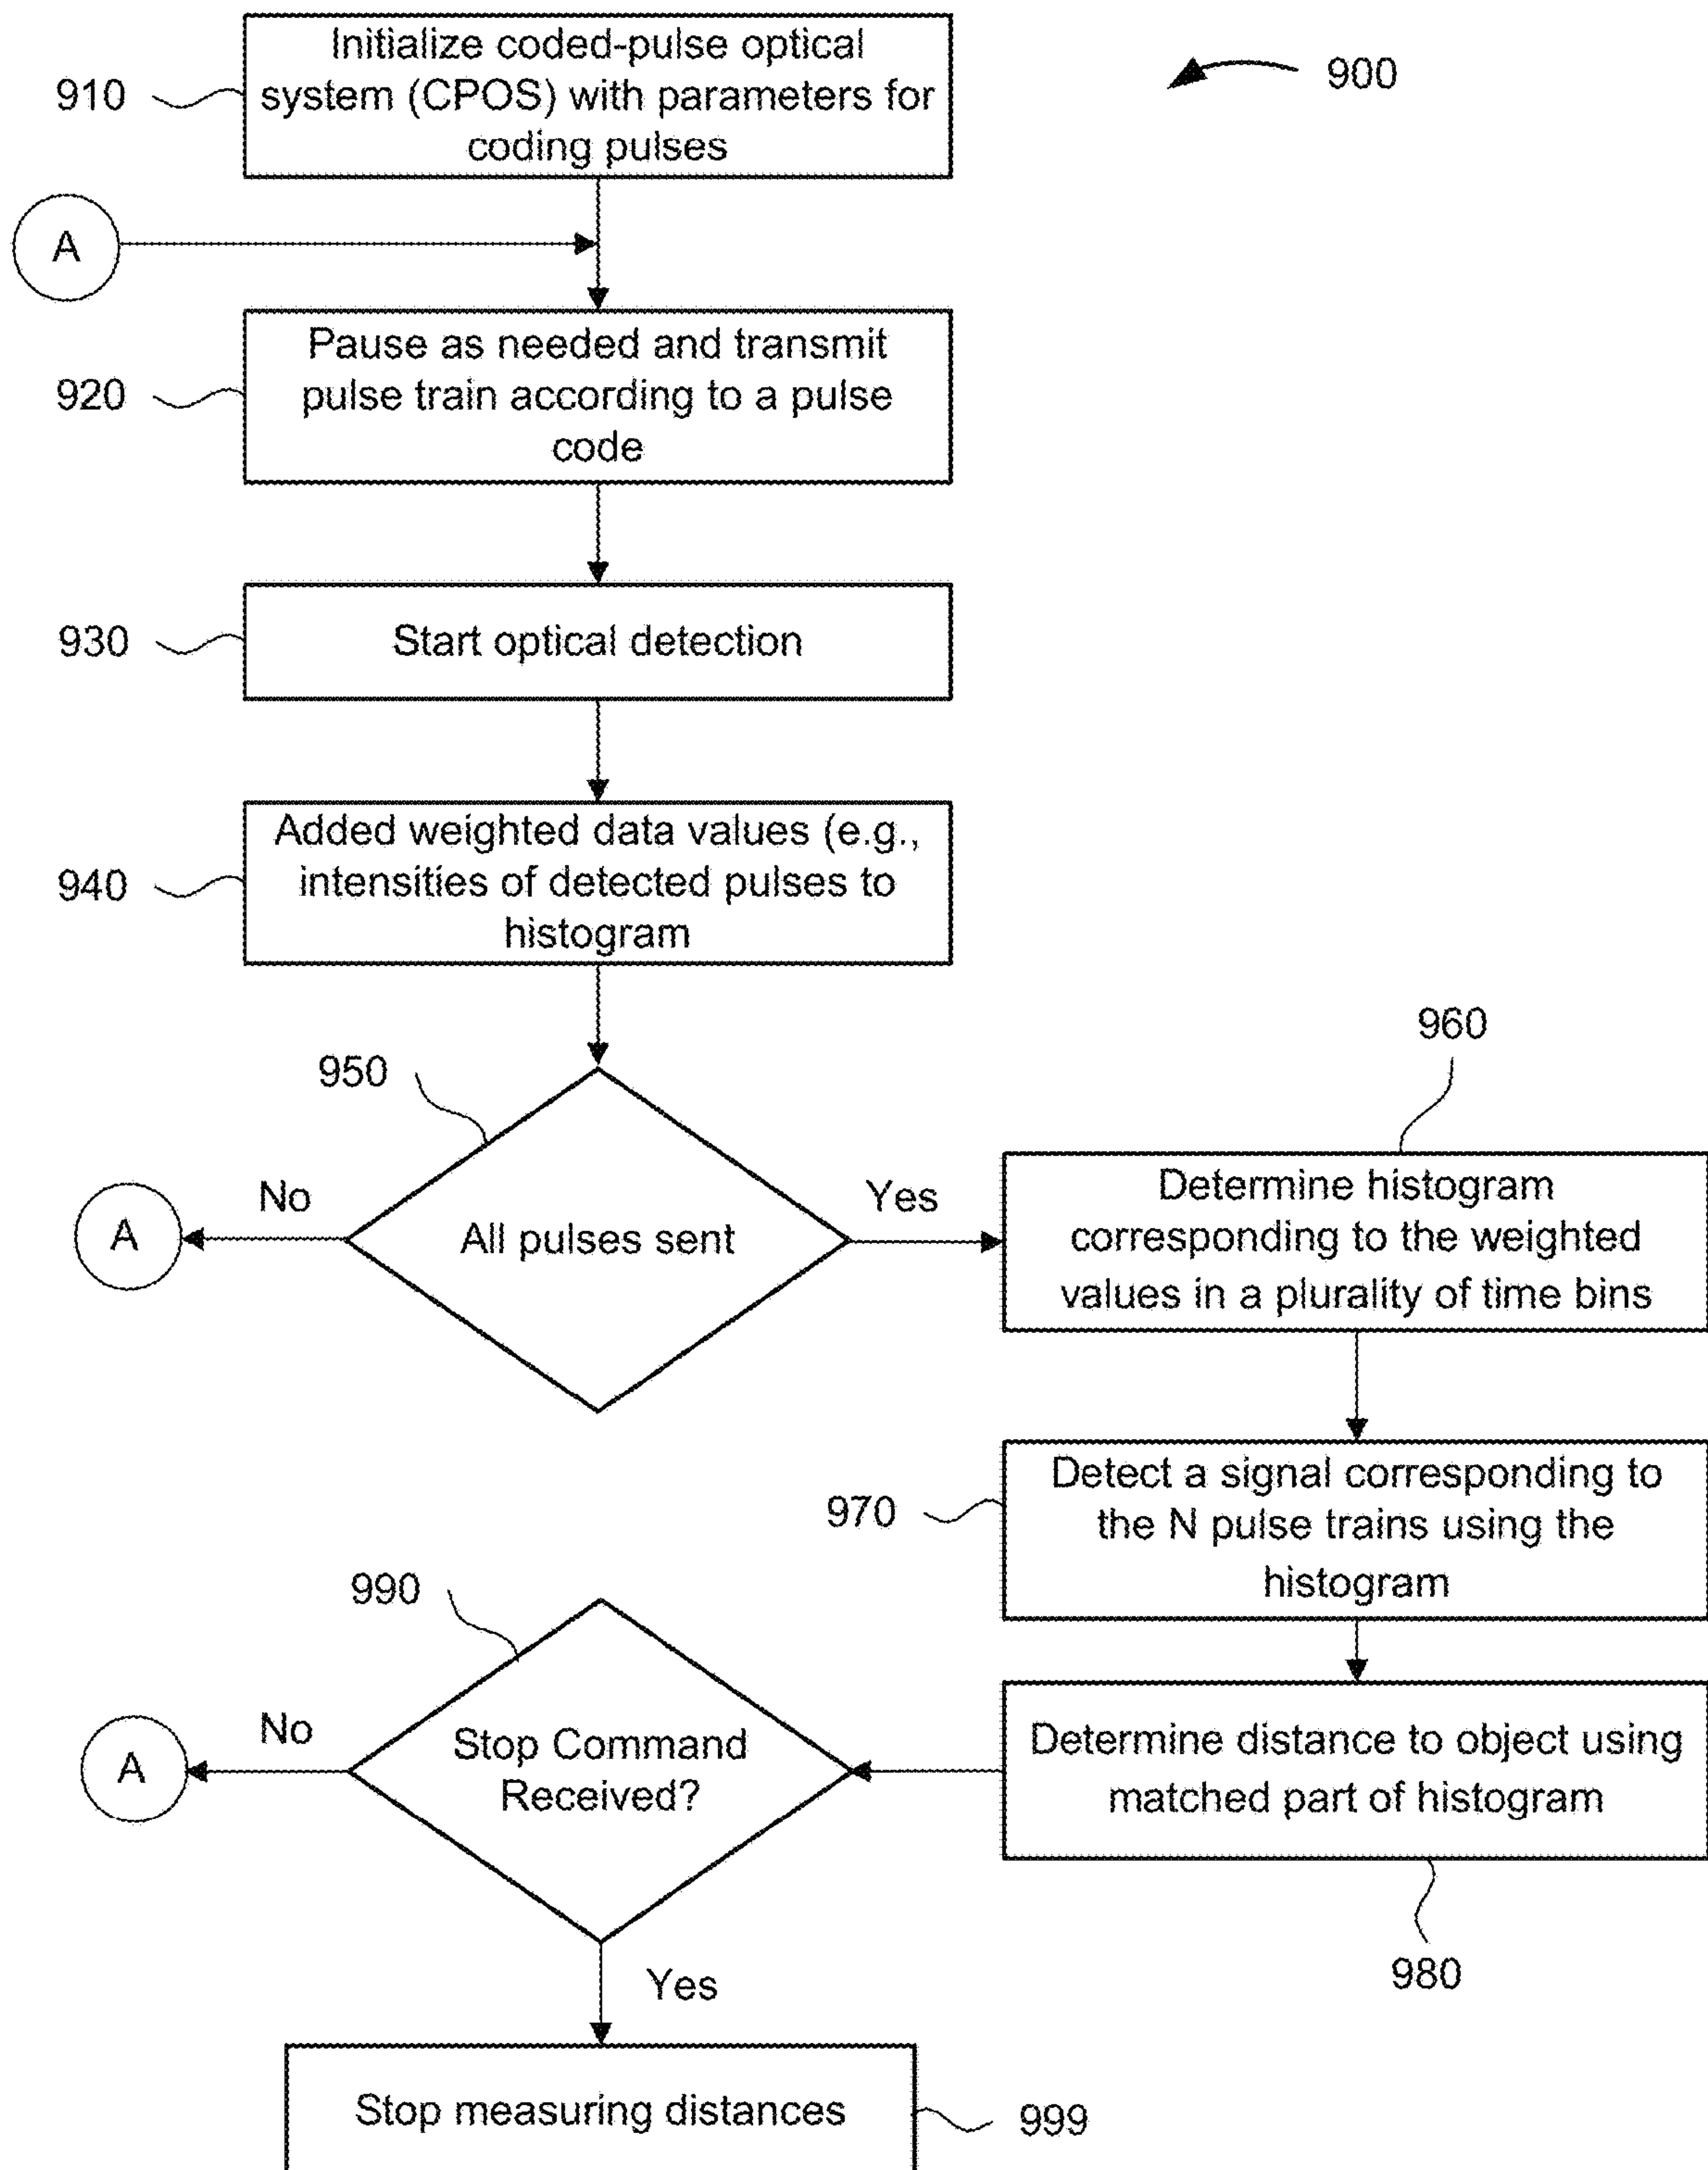 Initialize coded-pulse optical
system (CPOS) with parameters for
coding pulses
910
900
A
Pause as needed and transmit
pulse train according to a pulse
code
920
Start optical detection
930
Added weighted data values (e.g.,
intensities of detected pulses to
histogram
940
950
All pulses sent
No
A
Yes
960
Determine histogram
corresponding to the weighted
values in a plurality of time bins
970
Detect a signal corresponding to
the N pulse trains using the
histogram
Determine distance to object using
matched part of histogram
980
990
Stop Command
Received?
No
A
Yes
Stop measuring distances
999